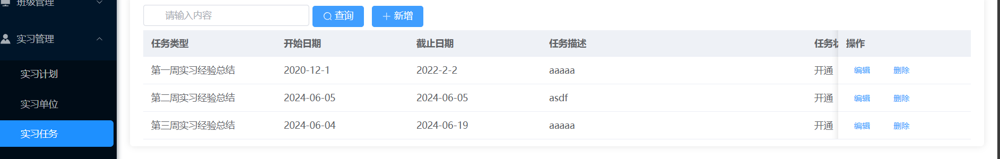 班级管理
实习管理
实习计划
实习单位
实习任务
请输入内容 查询 新增
任务类型 开始日期 截止日期 任务描述 任务状 操作
第一周实习经验总结 2020-12-1 2022-2-2 aaaaa 开通 编辑 删除
第二周实习经验总结 2024-06-05 2024-06-05 asdf 开通 编辑 删除
第三周实习经验总结 2024-06-04 2024-06-19 aaaaa 开通 编辑 删除